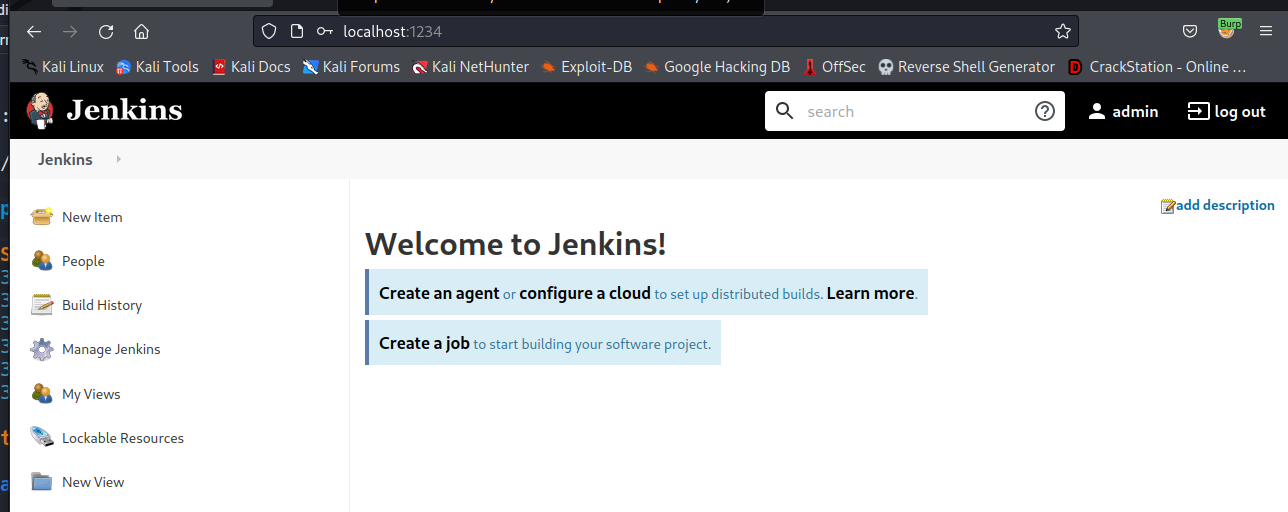 Burp
localhost:1234
Kali Linux Kali Tools Kali Docs Kali Forums Kali NetHunter Exploit-DB Google Hacking DB OffSec Reverse Shell Generator CrackStation - Online ...
Jenkins search admin log out
Jenkins
add description
New Item
People
Build History
Manage Jenkins
My Views
Lockable Resources
New View
Welcome to Jenkins!
Create an agent or configure a cloud to set up distributed builds. Learn more.
Create a job to start building your software project.